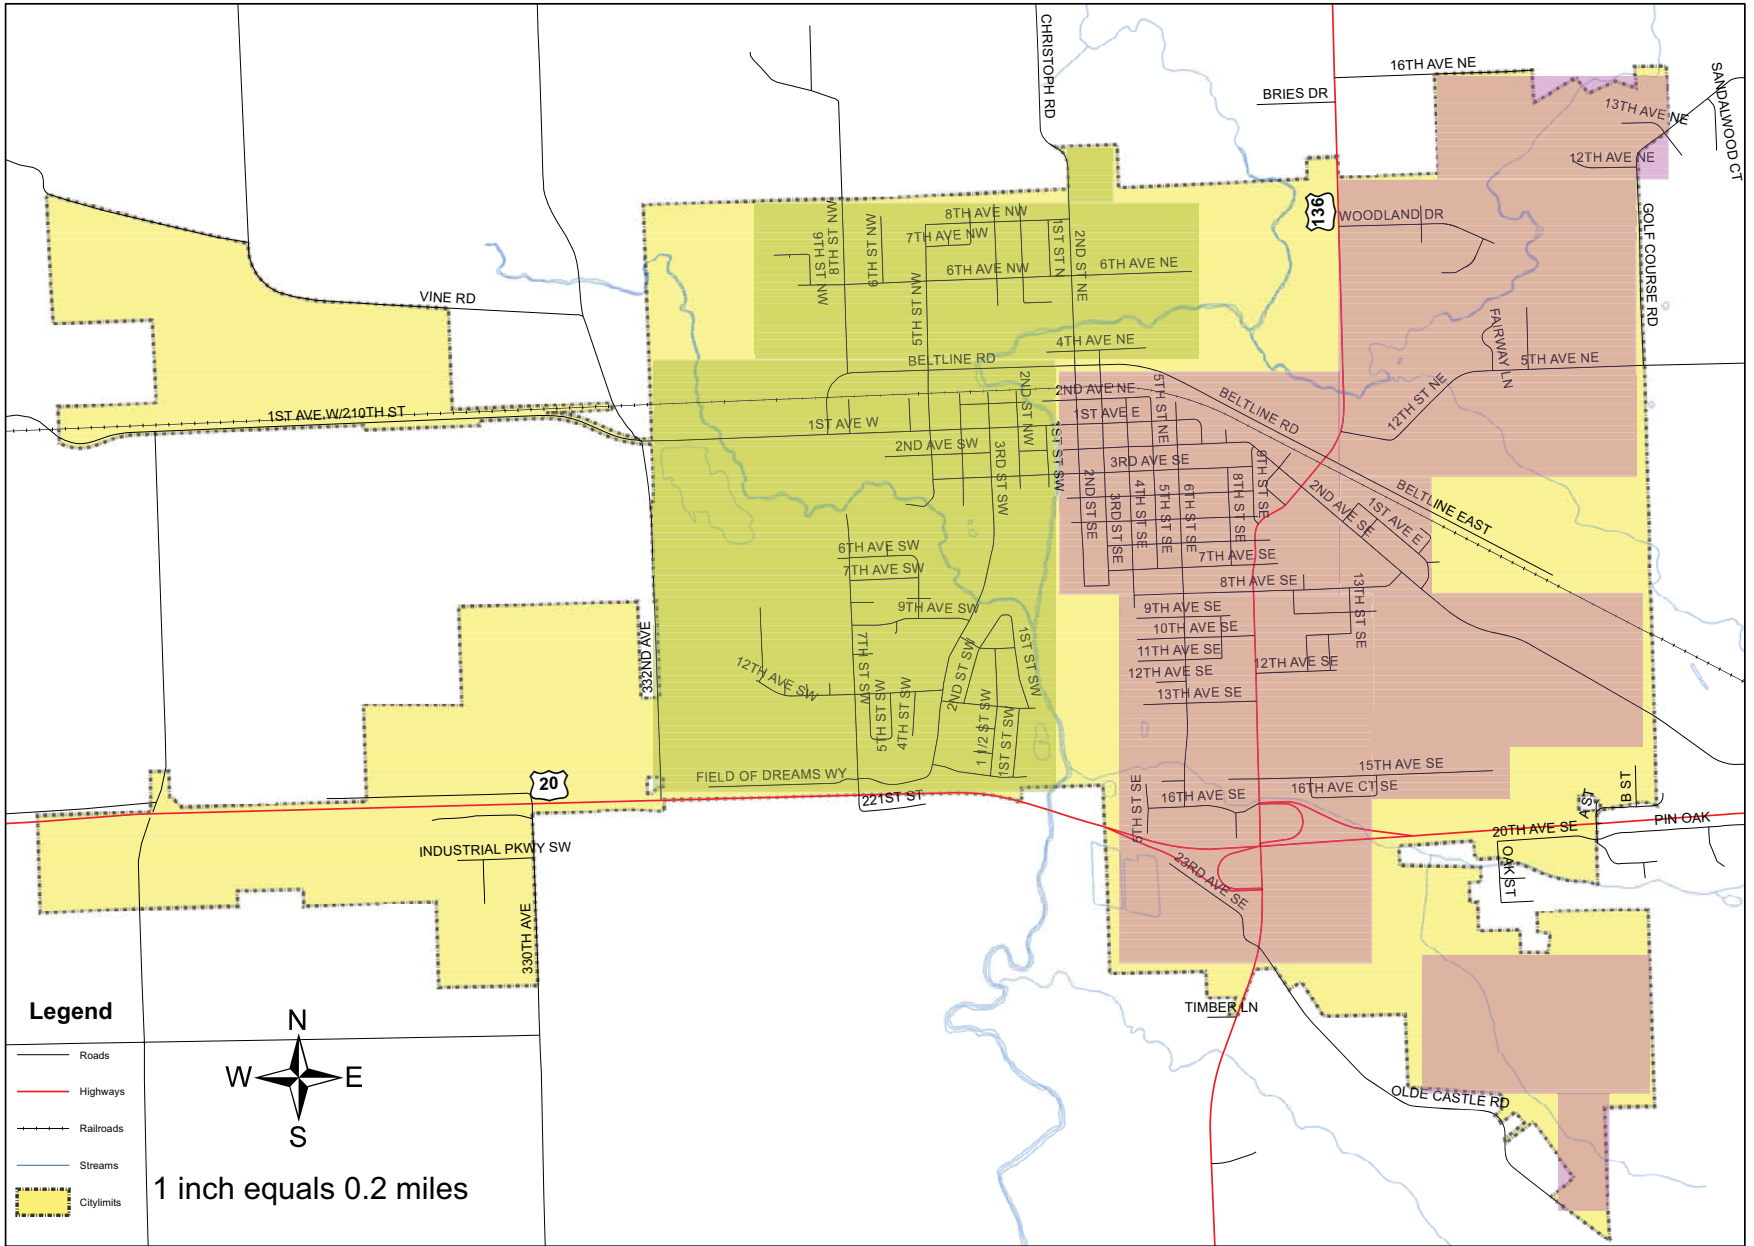 CHRISTOPH RD
16TH AVE NE
BRIES DR
SANDALWOOD CT
13TH AVE NE
12TH AVE NE
136
WOODLAND DR
GOLF COURSE RD
8TH AVE NW
7TH AVE NW
6TH AVE NW
6TH AVE NE
9TH ST NW
8TH ST NW
6TH ST NW
5TH ST NW
1ST ST N
2ND ST NE
VINE RD
4TH AVE NE
BELTLINE RD
FAIRWAY LN
5TH AVE NE
12TH ST NE
2ND AVE NE
5TH ST NE
BELTLINE RD
1ST AVE W/210TH ST
1ST AVE W
1ST AVE E
2ND ST NW
1ST ST SW
2ND AVE SW
3RD ST SW
3RD AVE SE
2ND ST SE
3RD ST SE
4TH ST SE
5TH ST SE
6TH ST SE
8TH ST SE
9TH ST SE
2ND AVE SE
1ST AVE E
BELTLINE EAST
6TH AVE SW
7TH AVE SW
7TH AVE SE
8TH AVE SE
13TH ST SE
9TH AVE SW
9TH AVE SE
10TH AVE SE
11TH AVE SE
12TH AVE SE
12TH AVE SE
13TH AVE SE
332ND AVE
12TH AVE SW
7TH ST SW
5TH ST SW
4TH ST SW
2ND ST SW
1ST ST SW
1 1/2 ST SW
1ST ST SW
20
FIELD OF DREAMS WY
221ST ST
15TH AVE SE
16TH AVE SE
16TH AVE CT SE
5TH ST SE
A ST
B ST
20TH AVE SE
PIN OAK
OAK ST
INDUSTRIAL PKWY SW
330TH AVE
23RD AVE SE
TIMBER LN
OLDE CASTLE RD
Legend
Roads
Highways
Railroads
Streams
Citylimits
N
W
E
S
1 inch equals 0.2 miles